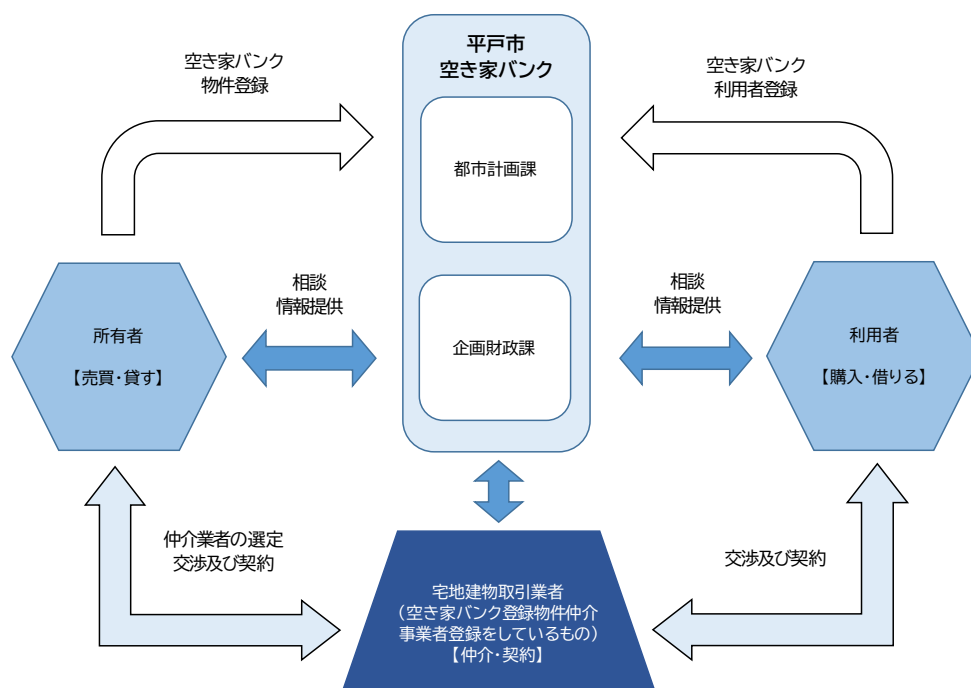 平戸市
空き家バンク
空き家バンク
物件登録
空き家バンク
利用者登録
都市計画課
相談
情報提供
相談
情報提供
所有者
【売買・貸す】
企画財政課
利用者
【購入・借りる】
仲介業者の選定
交渉及び契約
交渉及び契約
宅地建物取引業者
（空き家バンク登録物件仲介
事業者登録をしているもの）
【仲介・契約】